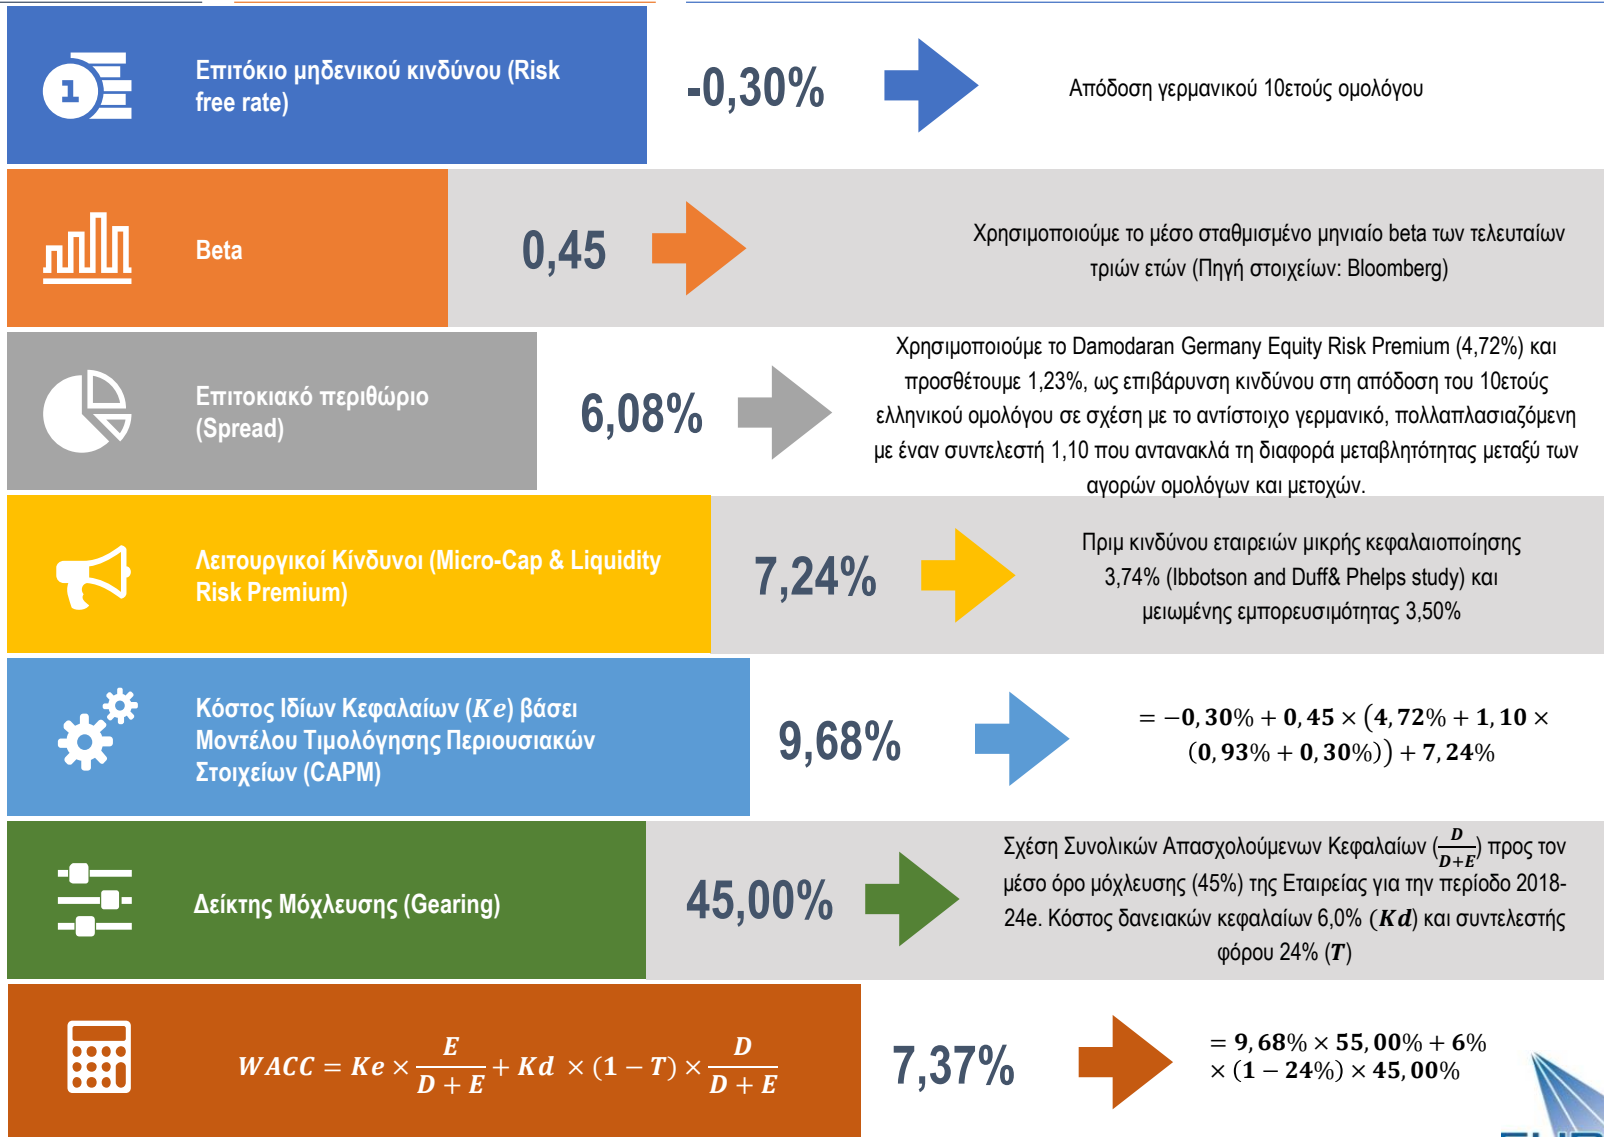 Επιτόκιο μηδενικού κινδύνου (Risk
free rate)
-0,30%
Απόδοση γερμανικού 10ετούς ομολόγου
Beta
0,45
Χρησιμοποιούμε το μέσο σταθμισμένο μηνιαίο beta των τελευταίων
τριών ετών (Πηγή στοιχείων: Bloomberg)
Επιτοκιακό περιθώριο
(Spread)
6,08%
Χρησιμοποιούμε το Damodaran Germany Equity Risk Premium (4,72%) και
προσθέτουμε 1,23%, ως επιβάρυνση κινδύνου στη απόδοση του 10ετούς
ελληνικού ομολόγου σε σχέση με το αντίστοιχο γερμανικό, πολλαπλασιαζόμενη
με έναν συντελεστή 1,10 που αντανακλά τη διαφορά μεταβλητότητας μεταξύ των
αγορών ομολόγων και μετοχών.
Λειτουργικοί Κίνδυνοι (Micro-Cap & Liquidity
Risk Premium)
7,24%
Πριμ κινδύνου εταιρειών μικρής κεφαλαιοποίησης
3,74% (Ibbotson and Duff& Phelps study) και
μειωμένης εμπορευσιμότητας 3,50%
Κόστος Ιδίων Κεφαλαίων (Ke) βάσει
Μοντέλου Τιμολόγησης Περιουσιακών
Στοιχείων (CAPM)
9,68%
= −0,30% + 0,45 × (4,72% + 1,10 ×
(0,93% + 0,30%)) + 7,24%
Δείκτης Μόχλευσης (Gearing)
45,00%
Σχέση Συνολικών Απασχολούμενων Κεφαλαίων (D/D+E) προς τον
μέσο όρο μόχλευσης (45%) της Εταιρείας για την περίοδο 2018-
24e. Κόστος δανειακών κεφαλαίων 6,0% (Kd) και συντελεστής
φόρου 24% (T)
WACC = Ke × E/D + E + Kd × (1 − T) × D/D + E
7,37%
= 9,68% × 55,00% + 6%
× (1 − 24%) × 45,00%